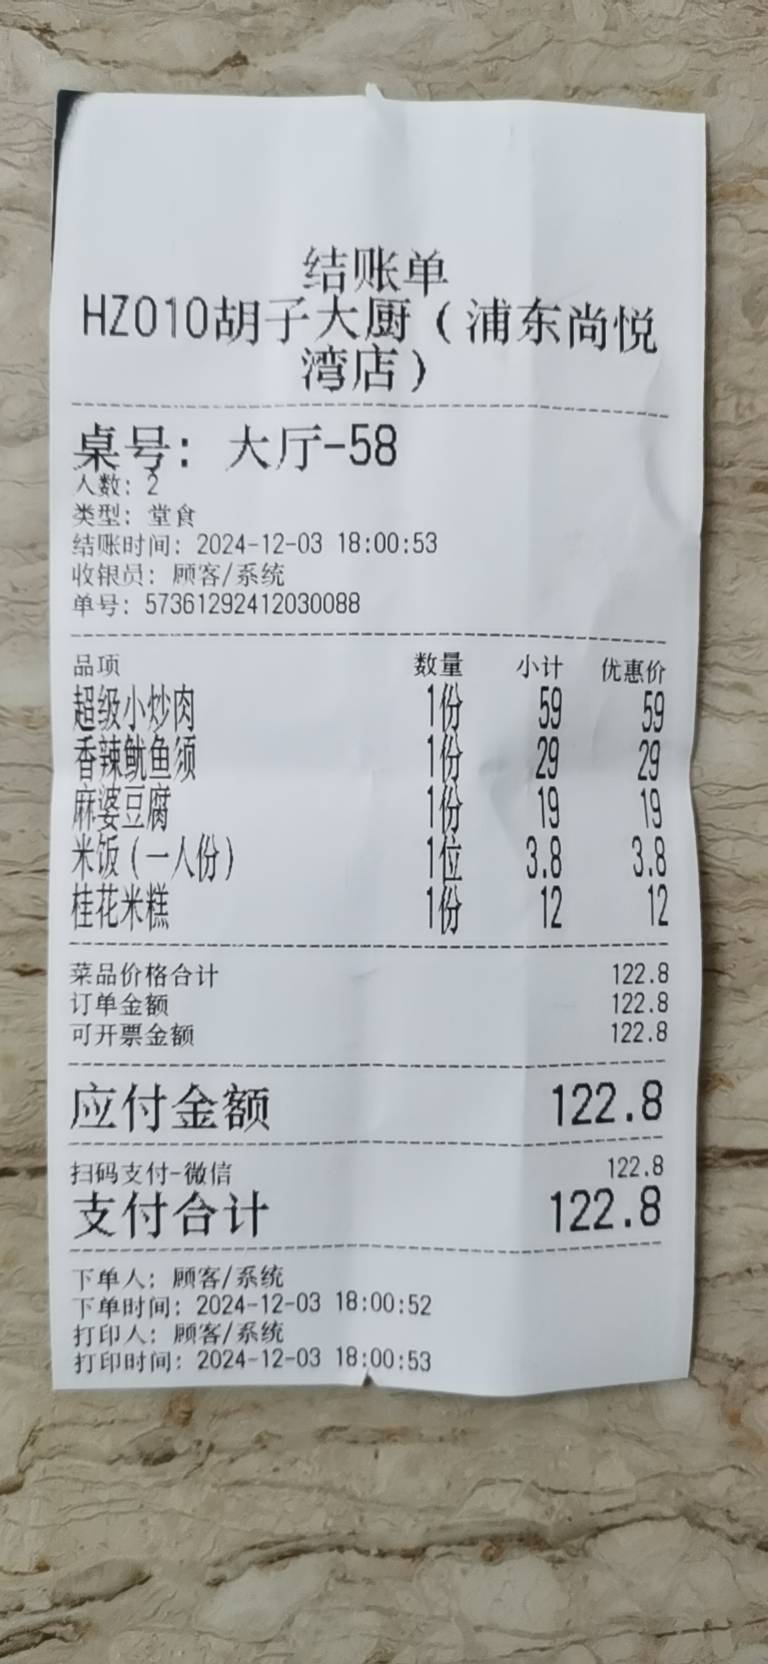 结账单
HZ010胡子大厨（浦东尚悦
湾店）
桌号: 大厅-58
人数: 2
类型: 堂食
结账时间: 2024-12-03 18:00:53
收银员: 顾客/系统
单号: 573612924120300​88
品项 数量 小计 优惠价
超级小炒肉 1份 59 59
香辣鱿鱼须 1份 29 29
麻婆豆腐 1份 19 19
米饭（一人份） 1位 3.8 3.8
桂花米糕 1份 12 12
菜品价格合计 122.8
订单金额 122.8
可开票金额 122.8
应付金额 122.8
扫码支付-微信 122.8
支付合计 122.8
下单人: 顾客/系统
下单时间: 2024-12-03 18:00:52
打印人: 顾客/系统
打印时间: 2024-12-03 18:00:53